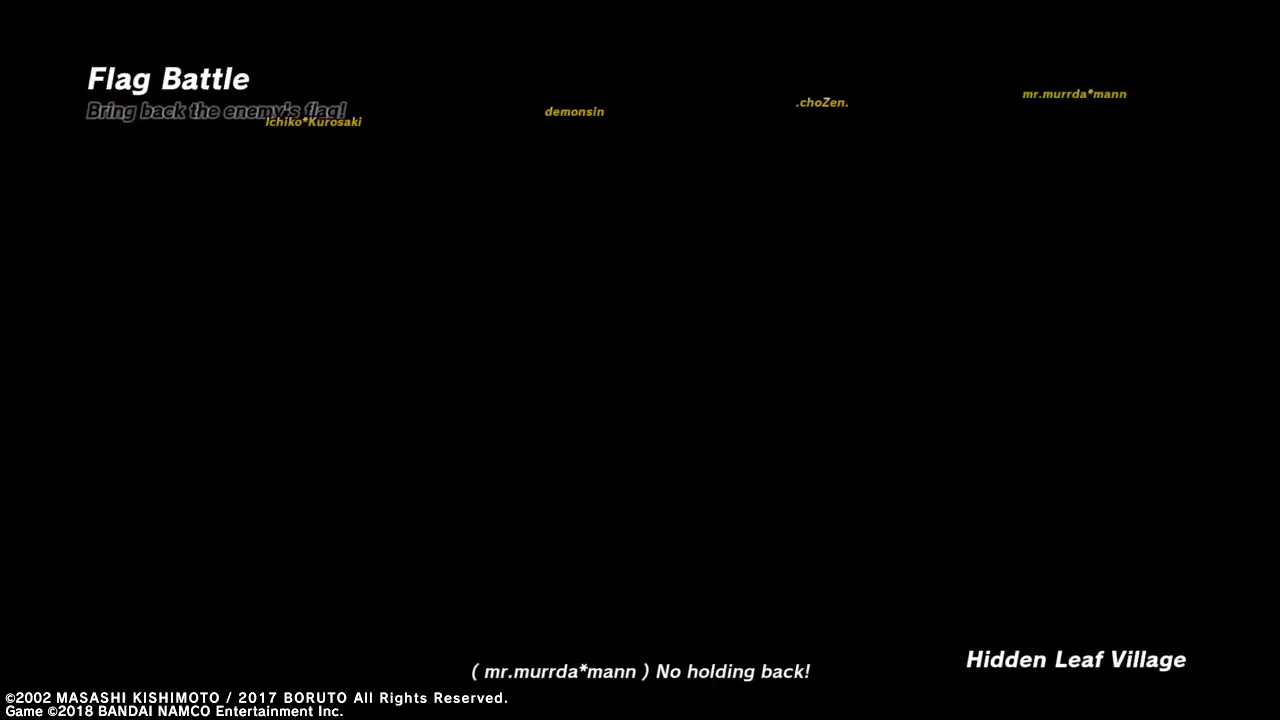 Flag Battle
Bring back the enemy's flag!
Ichiko*Kurosaki
demonsin
.choZen.
mr.murrda*mann
( mr.murrda*mann ) No holding back!
Hidden Leaf Village
©2002 MASASHI KISHIMOTO / 2017 BORUTO All Rights Reserved.
Game ©2018 BANDAI NAMCO Entertainment Inc.